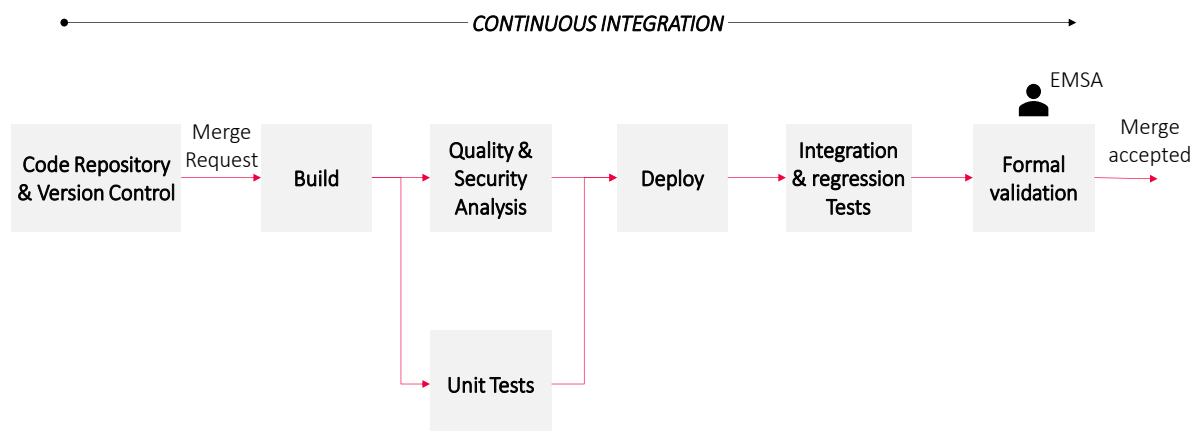 CONTINUOUS INTEGRATION
EMSA
Code Repository
& Version Control
Merge
Request
Build
Quality &
Security
Analysis
Deploy
Integration
& regression
Tests
Formal
validation
Merge
accepted
Unit Tests